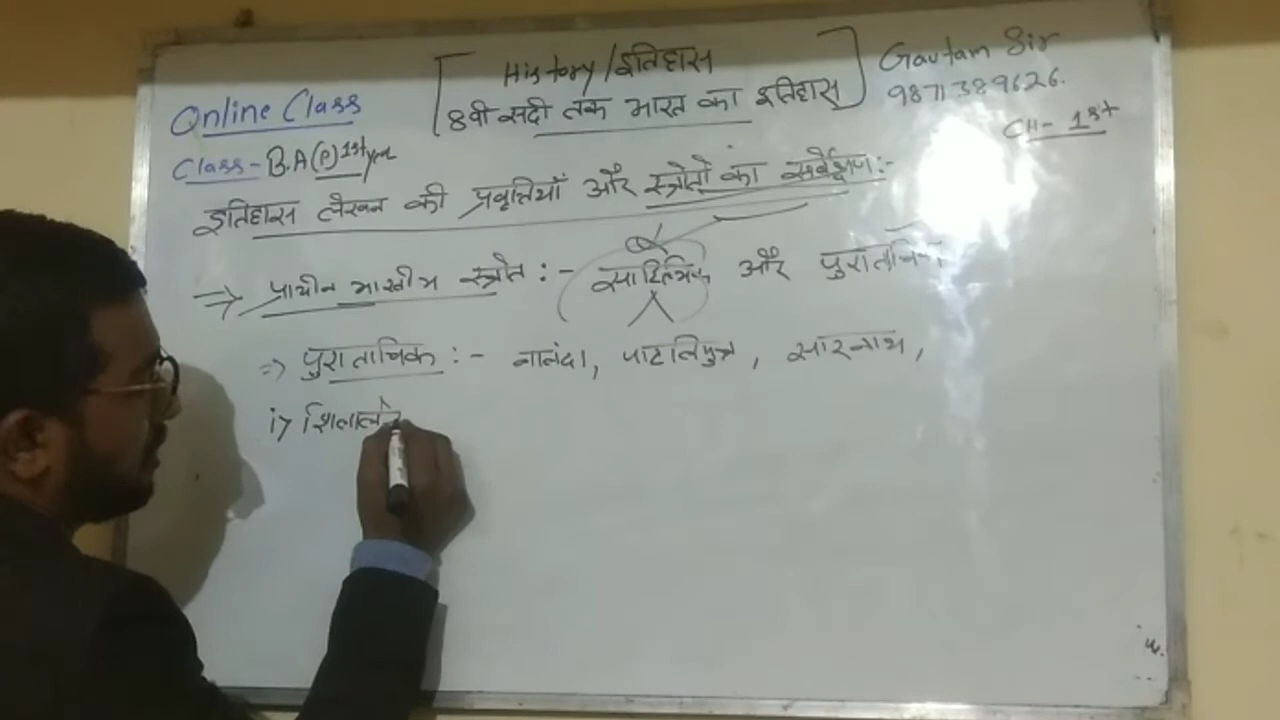 History/इतिहास
8वी सदी तक भारत का इतिहास
Gautam Sir
9871389626.
Online Class
CH- 1st
Class- B.A(P) 1st year
इतिहास लेखन की प्रवृत्तियाँ और स्त्रोतो का सर्वेक्षण:-
=> प्राचीन भारतीय स्त्रोत :- साहित्यिक और पुरातात्विक
=> पुरातात्विक :- नालंदा, पाटलिपुत्र, सारनाथ,
i> शिलाले